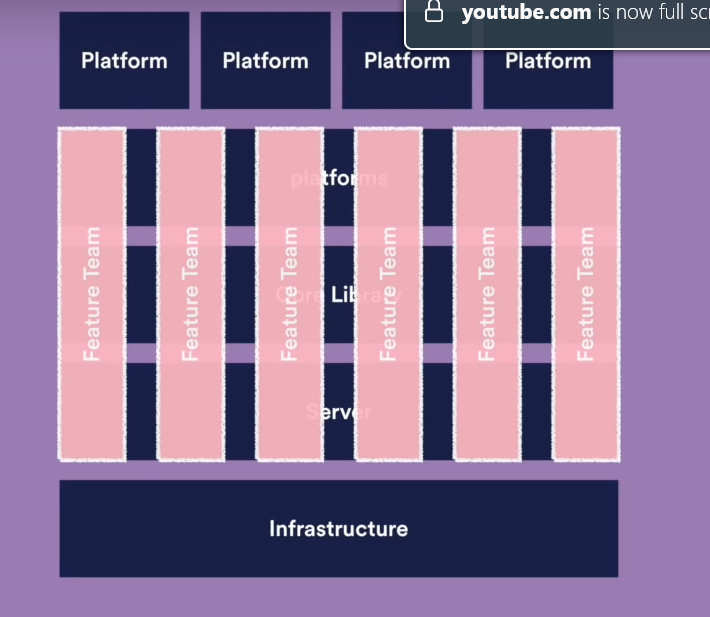 youtube.com is now full scr
Platform Platform Platform Platform
platforms
Core Library
Server
Feature Team Feature Team Feature Team Feature Team Feature Team Feature Team
Infrastructure